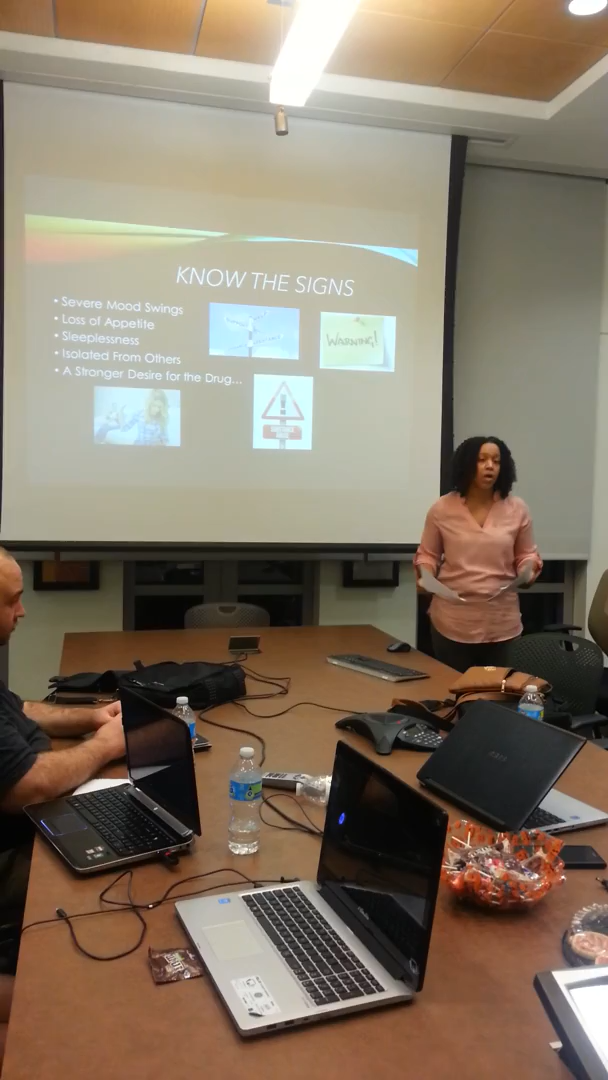 KNOW THE SIGNS
• Severe Mood Swings
• Loss of Appetite
• Sleeplessness
• Isolated From Others
• A Stronger Desire for the Drug...
WARNING!